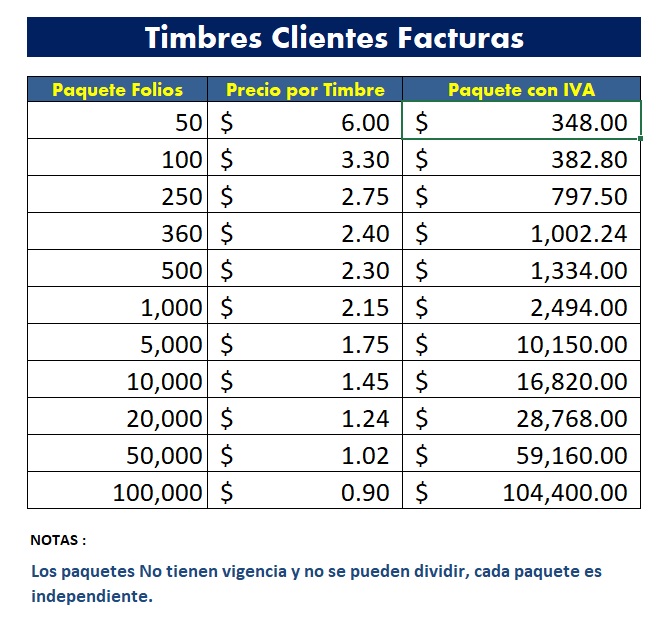 Timbres Clientes Facturas
Paquete Folios Precio por Timbre Paquete con IVA
50 $ 6.00 $ 348.00
100 $ 3.30 $ 382.80
250 $ 2.75 $ 797.50
360 $ 2.40 $ 1,002.24
500 $ 2.30 $ 1,334.00
1,000 $ 2.15 $ 2,494.00
5,000 $ 1.75 $ 10,150.00
10,000 $ 1.45 $ 16,820.00
20,000 $ 1.24 $ 28,768.00
50,000 $ 1.02 $ 59,160.00
100,000 $ 0.90 $ 104,400.00
NOTAS :
Los paquetes No tienen vigencia y no se pueden dividir, cada paquete es
independiente.